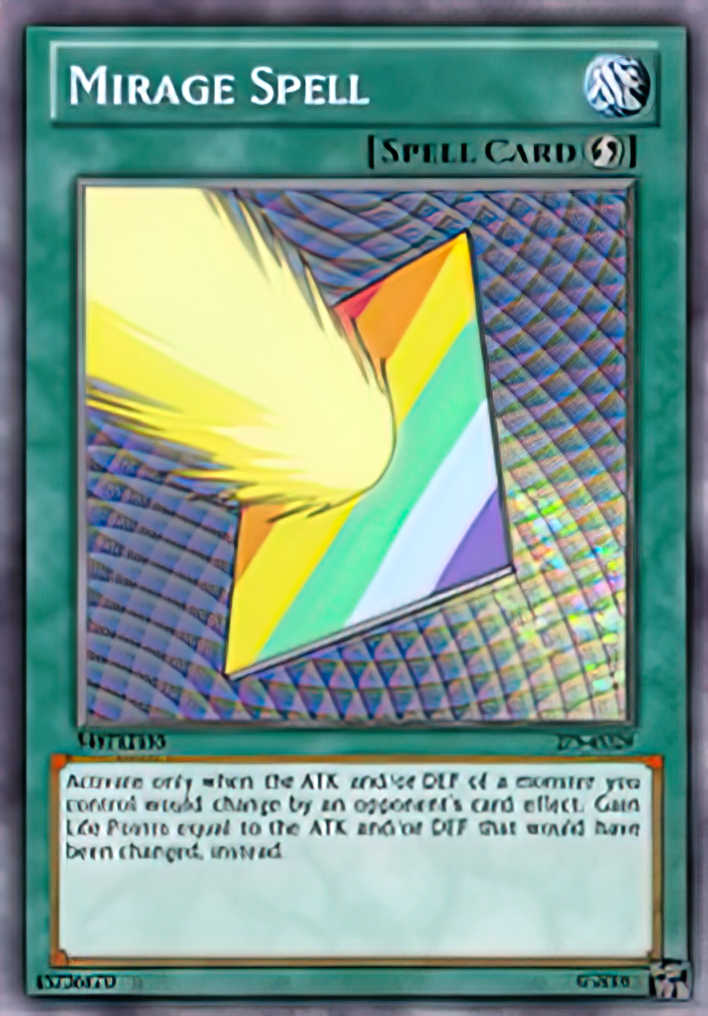 MIRAGE SPELL
[SPELL CARD]
Activate only when the ATK and/or DEF of a monster you
control would change by an opponent's card effect. Gain
Life Points equal to the ATK and/or DEF that would have
been changed, instead.